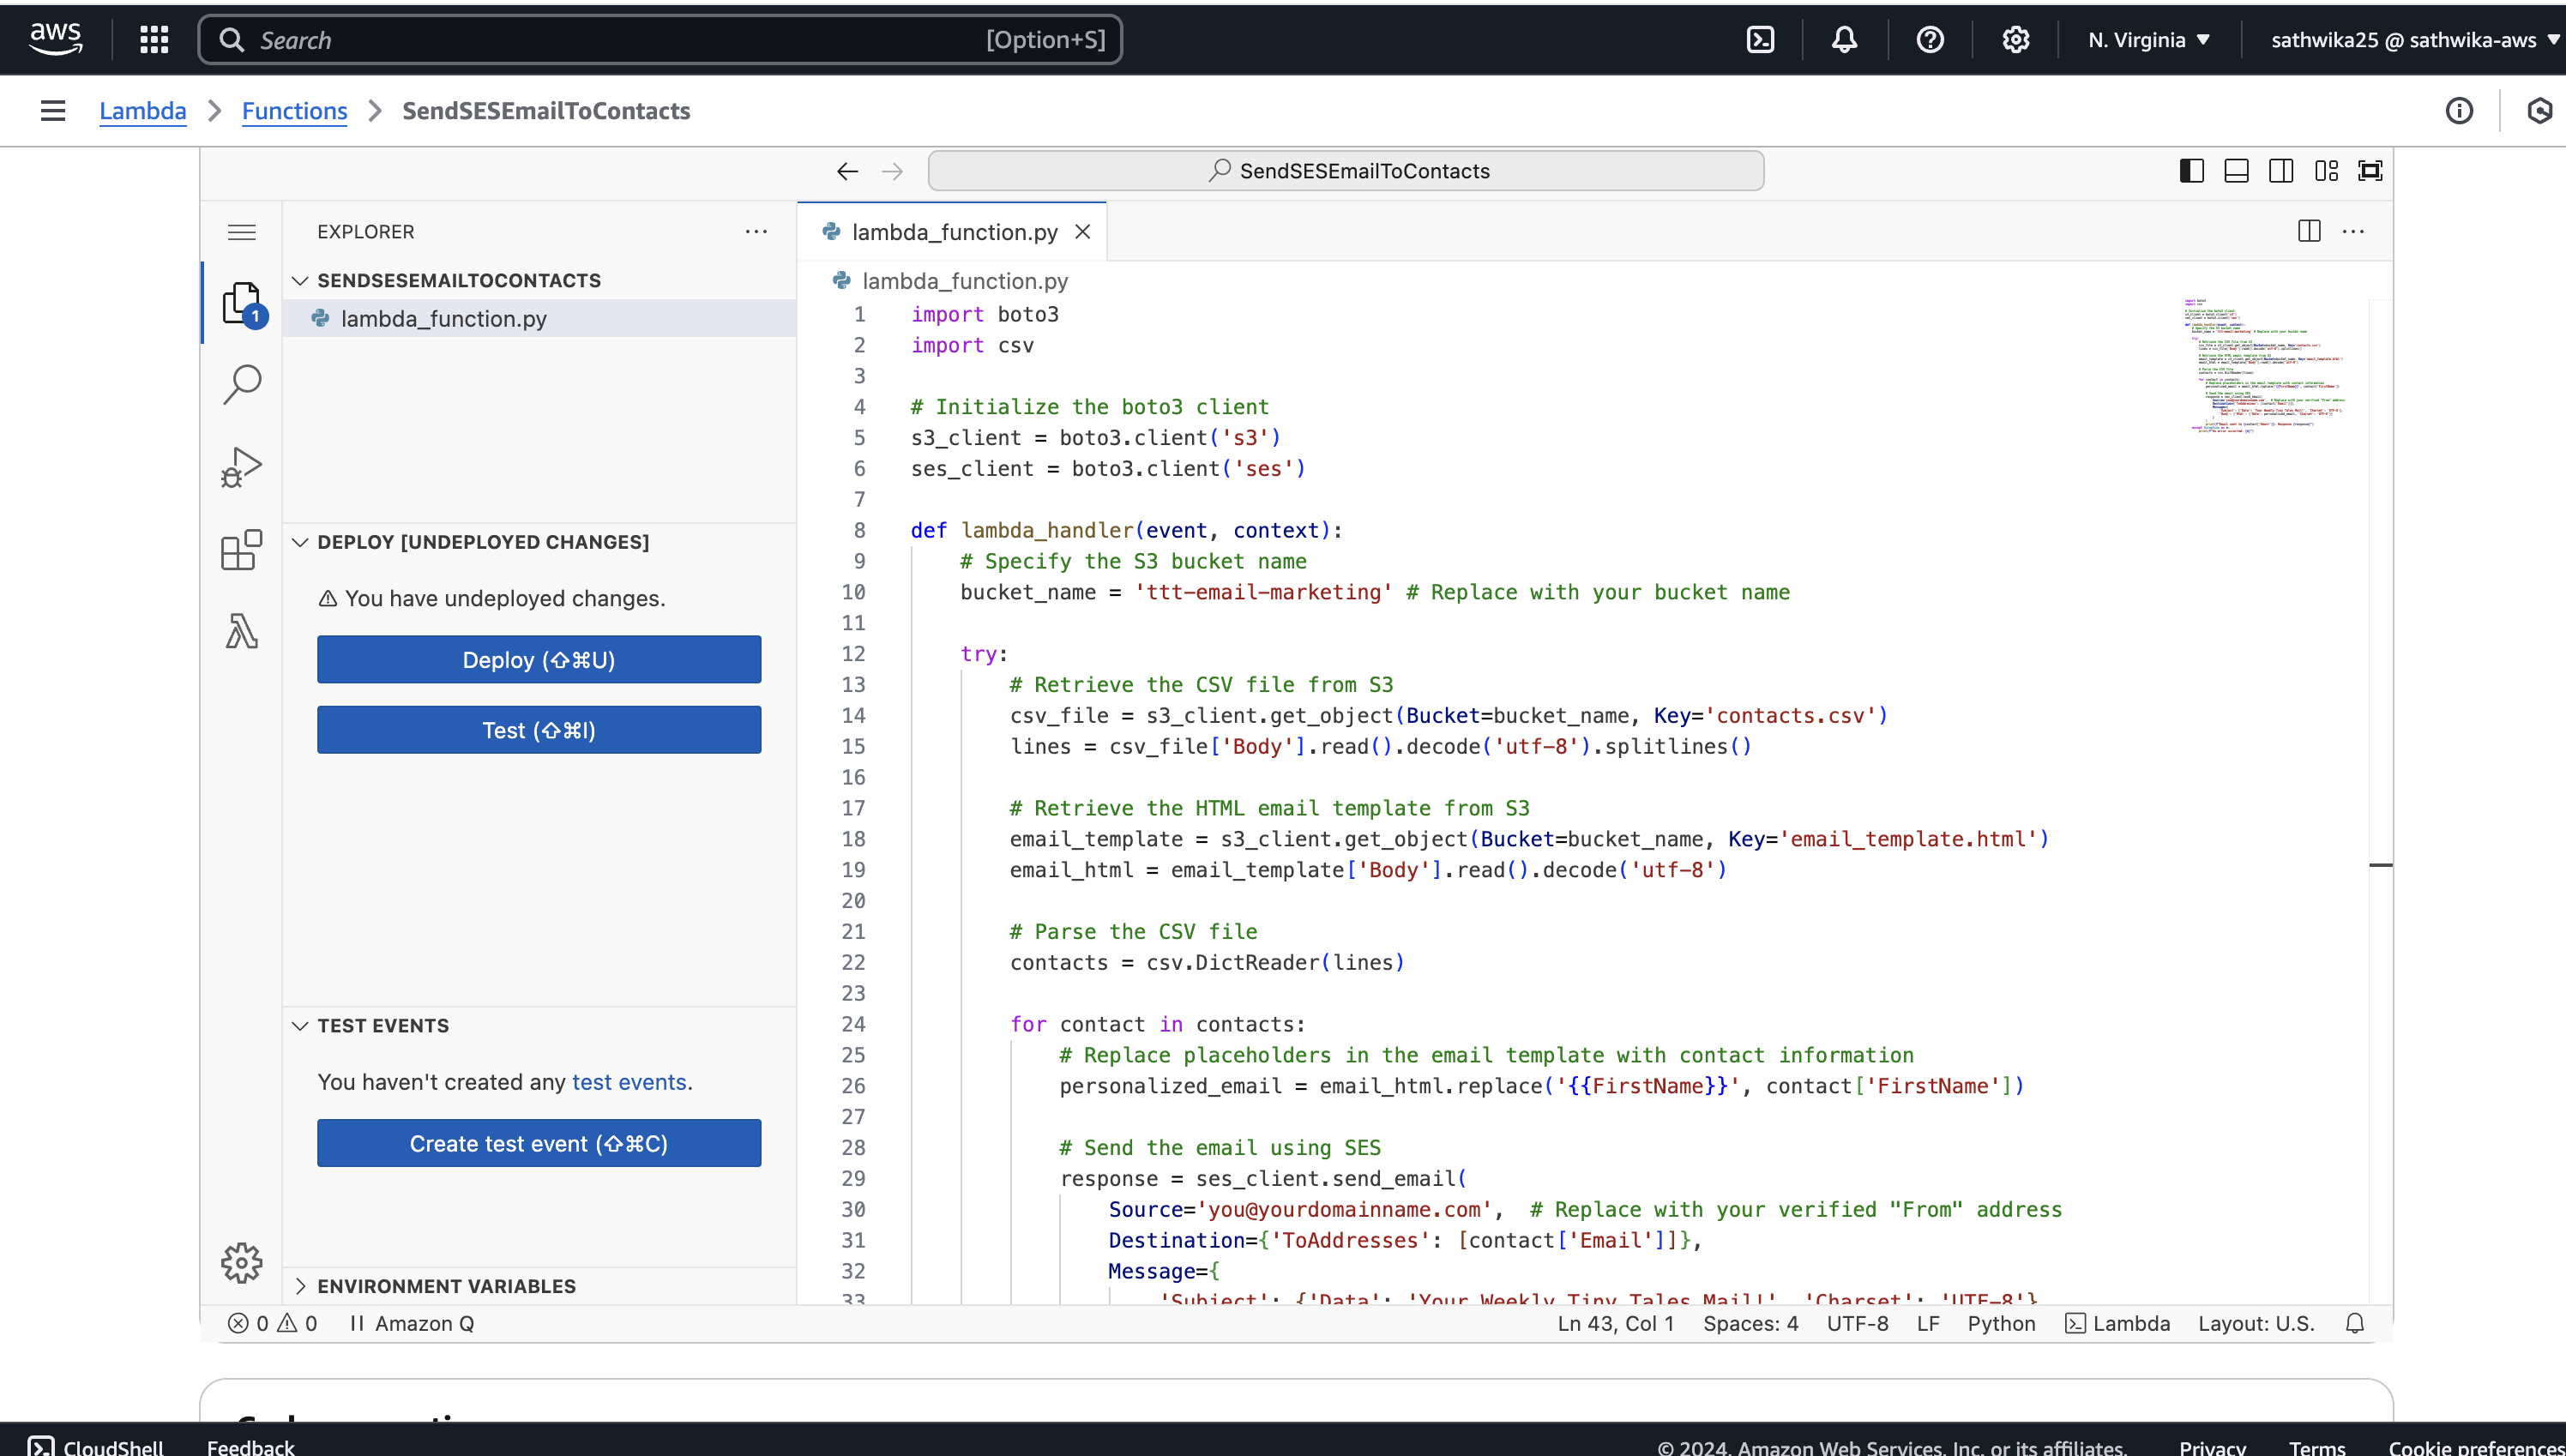 aws
Search [Option+S]
N. Virginia
sathwika25 @ sathwika-aws
Lambda > Functions > SendSESEmailToContacts
SendSESEmailToContacts
EXPLORER
SENDSESEMAILTOCONTACTS
lambda_function.py
1
DEPLOY [UNDEPLOYED CHANGES]
You have undeployed changes.
Deploy (⇧⌘U)
Test (⇧⌘I)
TEST EVENTS
You haven't created any test events.
Create test event (⇧⌘C)
ENVIRONMENT VARIABLES
lambda_function.py
lambda_function.py
1 import boto3
2 import csv
3
4 # Initialize the boto3 client
5 s3_client = boto3.client('s3')
6 ses_client = boto3.client('ses')
7
8 def lambda_handler(event, context):
9     # Specify the S3 bucket name
10     bucket_name = 'ttt-email-marketing' # Replace with your bucket name
11
12     try:
13         # Retrieve the CSV file from S3
14         csv_file = s3_client.get_object(Bucket=bucket_name, Key='contacts.csv')
15         lines = csv_file['Body'].read().decode('utf-8').splitlines()
16
17         # Retrieve the HTML email template from S3
18         email_template = s3_client.get_object(Bucket=bucket_name, Key='email_template.html')
19         email_html = email_template['Body'].read().decode('utf-8')
20
21         # Parse the CSV file
22         contacts = csv.DictReader(lines)
23
24         for contact in contacts:
25             # Replace placeholders in the email template with contact information
26             personalized_email = email_html.replace('{{FirstName}}', contact['FirstName'])
27
28             # Send the email using SES
29             response = ses_client.send_email(
30                 Source='you@yourdomainname.com',  # Replace with your verified "From" address
31                 Destination={'ToAddresses': [contact['Email']]},
32                 Message={
33                     'Subject': {'Data': 'Your Weekly Tiny Tales Mail!', 'Charset': 'UTF-8'}
0 0 Amazon Q
Ln 43, Col 1 Spaces: 4 UTF-8 LF Python Lambda Layout: U.S.
CloudShell Feedback
© 2024, Amazon Web Services, Inc. or its affiliates. Privacy Terms Cookie preferences